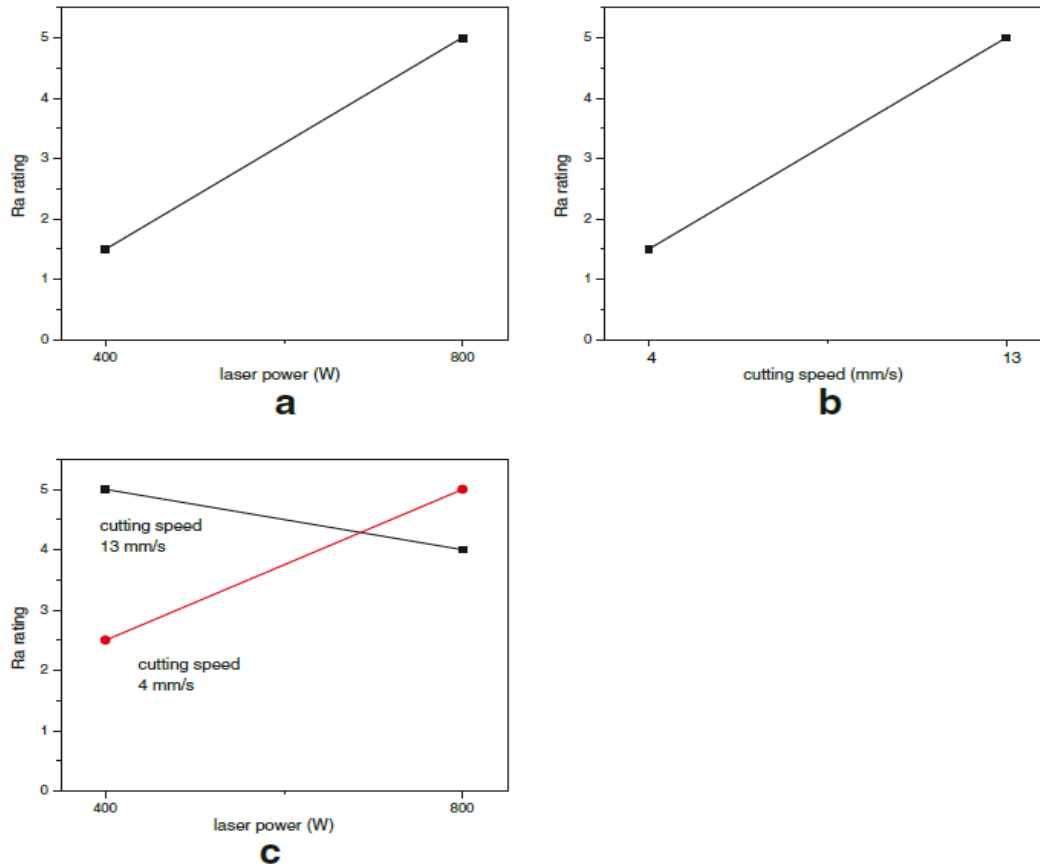 5
4
3
2
1
0
Ra rating
400
800
laser power (W)
a
5
4
3
2
1
0
Ra rating
4
13
cutting speed (mm/s)
b
5
4
3
2
1
0
Ra rating
cutting speed
13 mm/s
cutting speed
4 mm/s
400
800
laser power (W)
c